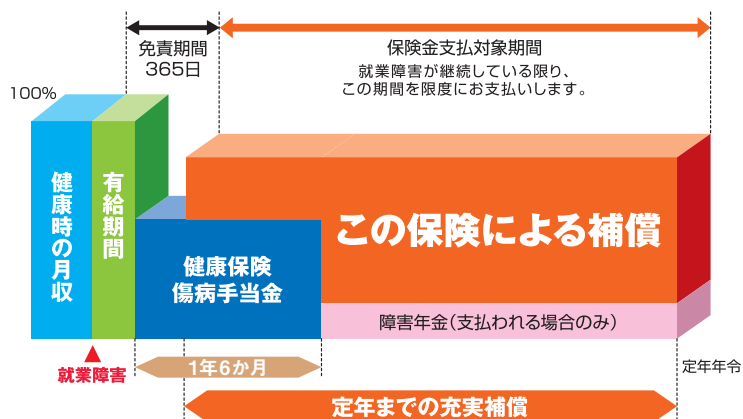 免責期間
365日
保険金支払対象期間
就業障害が継続している限り、
この期間を限度にお支払いします。
100%
健康時の月収
有給期間
健康保険
傷病手当金
この保険による補償
障害年金(支払われる場合のみ)
就業障害
1年6か月
定年年令
定年までの充実補償